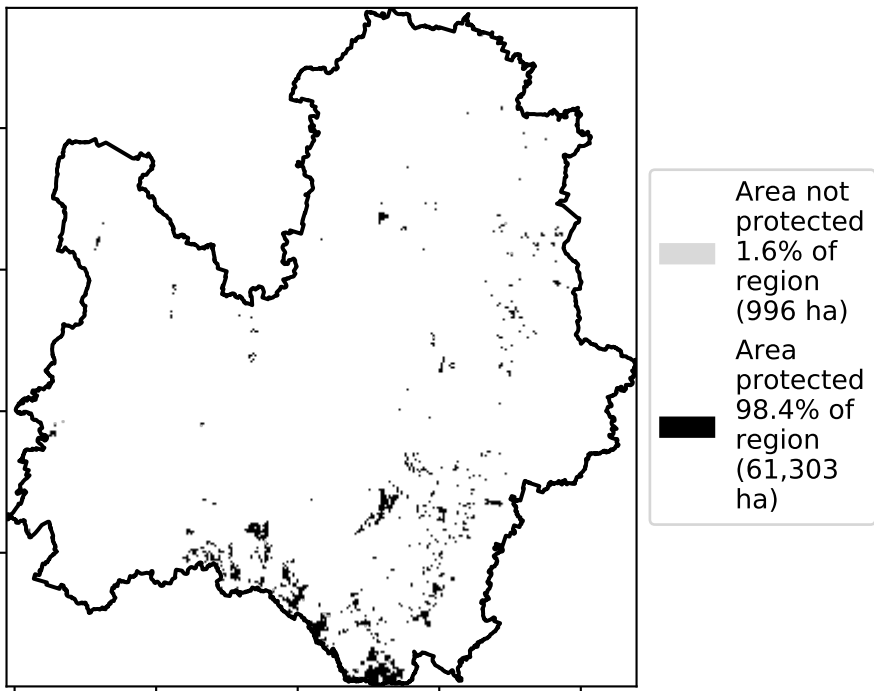 Area not
protected
1.6% of
region
(996 ha)
Area
protected
98.4% of
region
(61,303
ha)